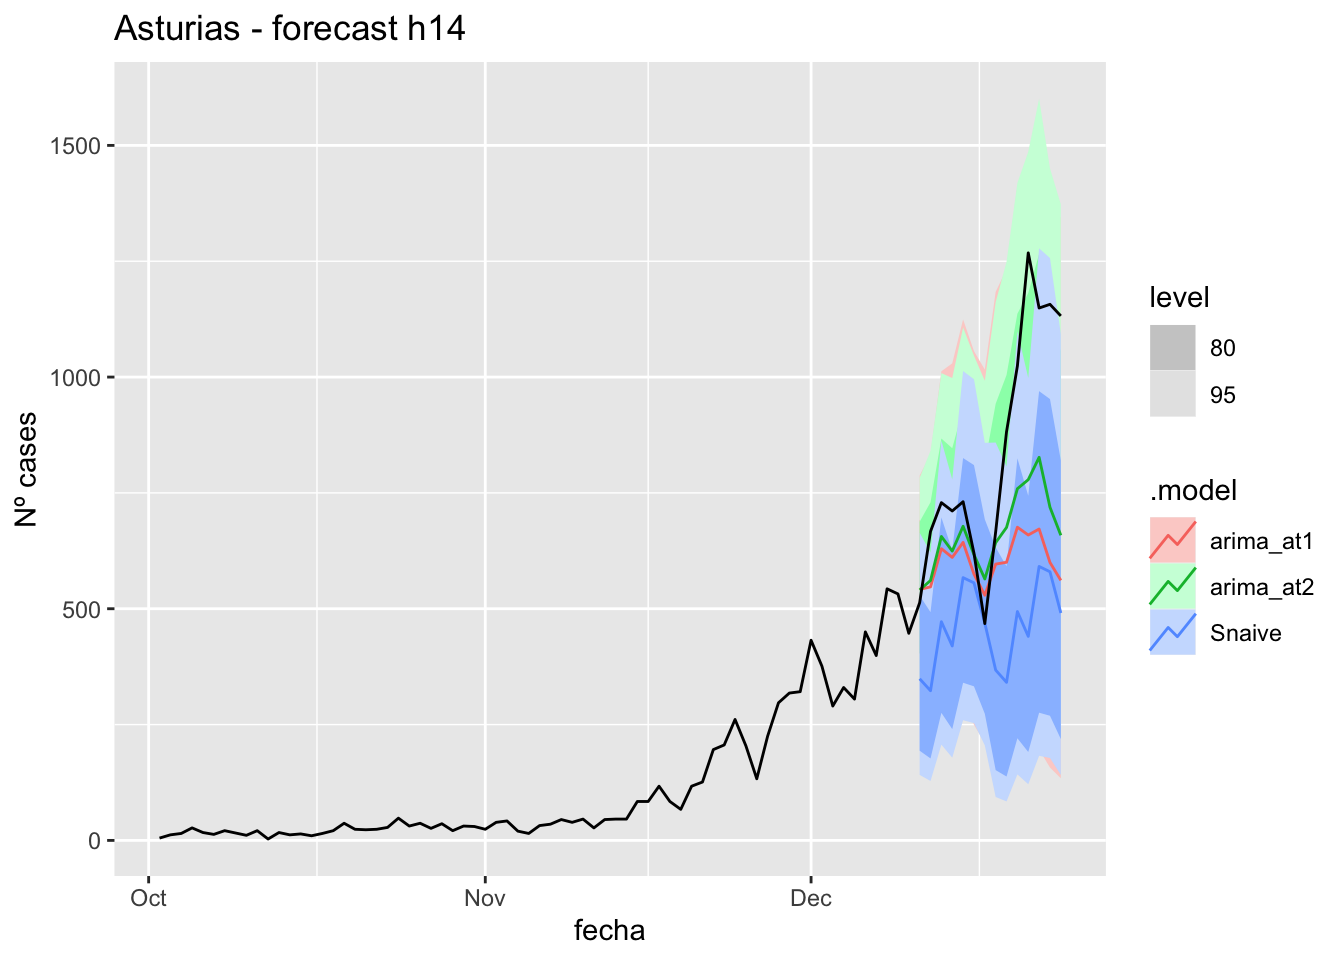 Asturias - forecast h14
Nº cases
1500
1000
500
0
Oct
Nov
Dec
fecha
level
80
95
.model
arima_at1
arima_at2
Snaive